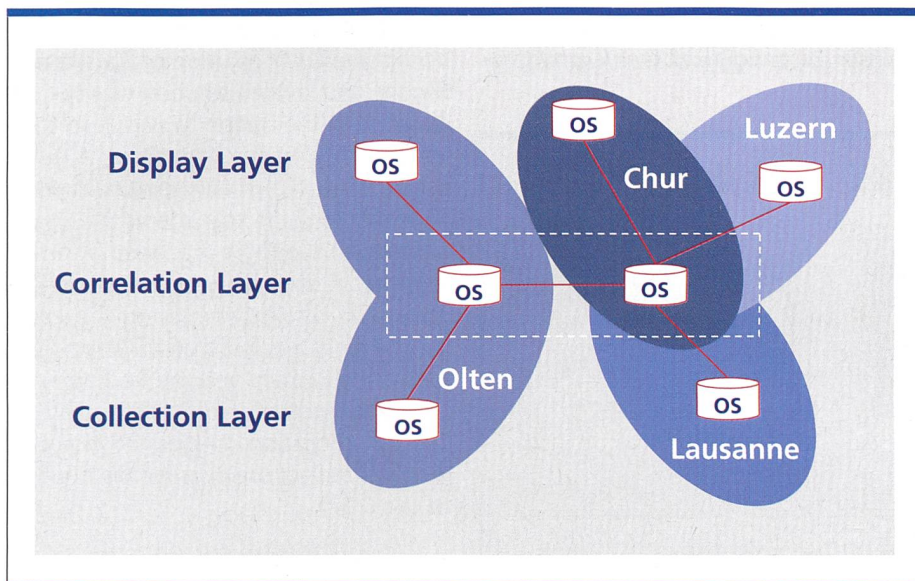 OS
Luzern
Display Layer
OS
Chur
OS
Correlation Layer
OS
OS
Olten
Collection Layer
OS
OS
Lausanne